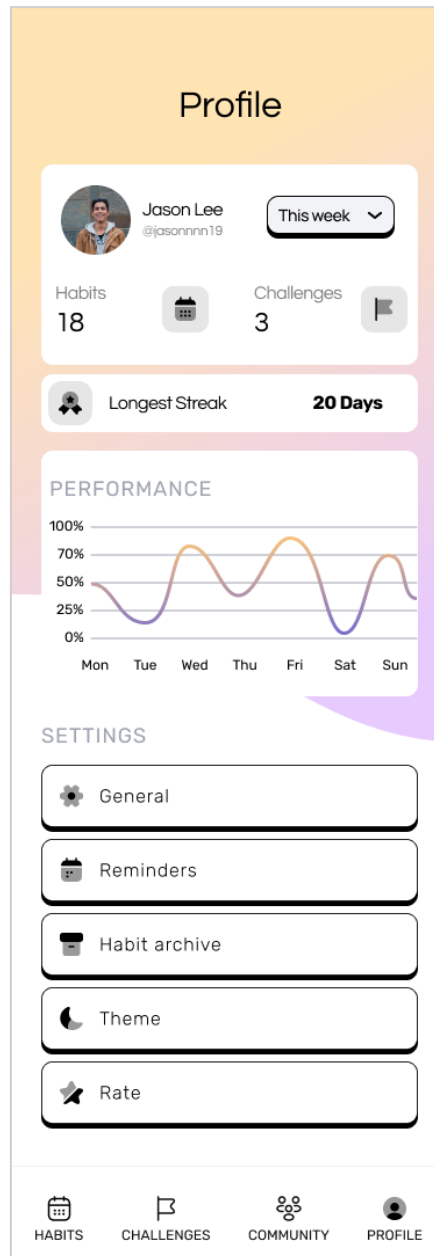 Profile
Jason Lee
@jasonnnn19
This week
Habits
18
Challenges
3
Longest Streak
20 Days
PERFORMANCE
100%
70%
50%
25%
0%
Mon Tue Wed Thu Fri Sat Sun
SETTINGS
General
Reminders
Habit archive
Theme
Rate
HABITS CHALLENGES COMMUNITY PROFILE